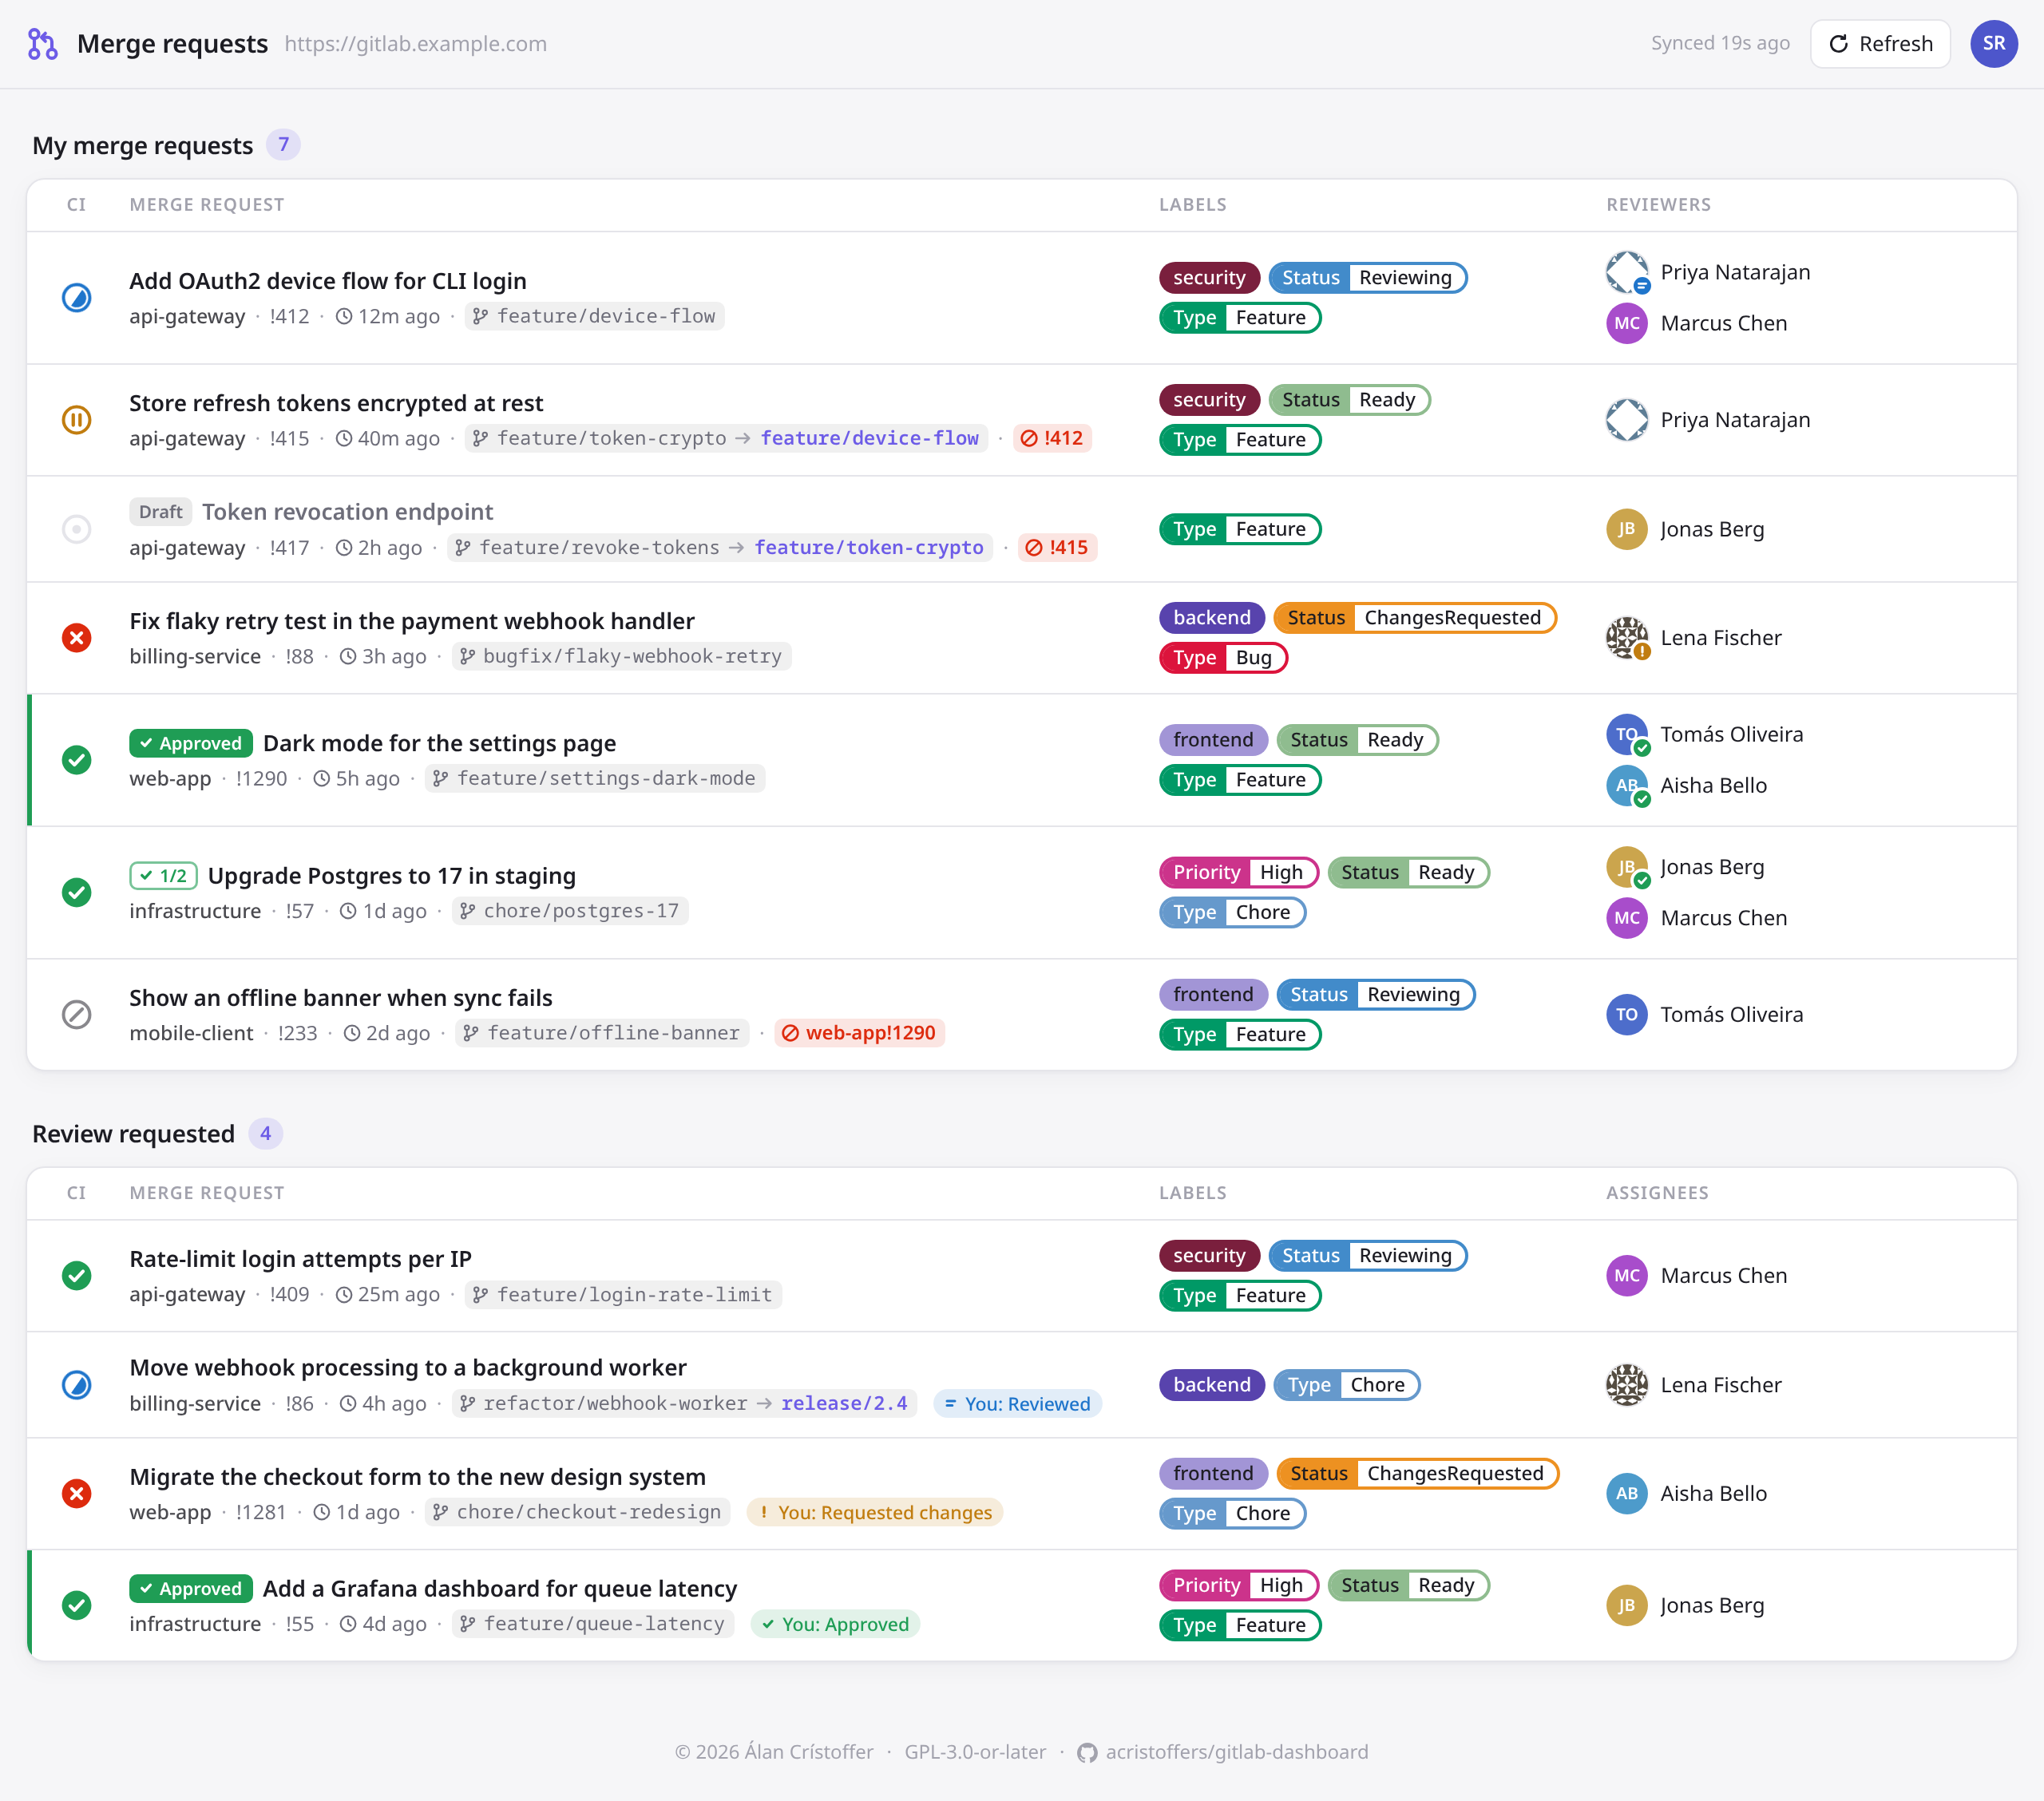 Merge requests https://gitlab.example.com Synced 19s ago Refresh SR
My merge requests 7
CI MERGE REQUEST LABELS REVIEWERS
Add OAuth2 device flow for CLI login
api-gateway · !412 · 12m ago · feature/device-flow
security Status Reviewing
Type Feature
Priya Natarajan
MC Marcus Chen
Store refresh tokens encrypted at rest
api-gateway · !415 · 40m ago · feature/token-crypto → feature/device-flow · !412
security Status Ready
Type Feature
Priya Natarajan
Draft Token revocation endpoint
api-gateway · !417 · 2h ago · feature/revoke-tokens → feature/token-crypto · !415
Type Feature
JB Jonas Berg
Fix flaky retry test in the payment webhook handler
billing-service · !88 · 3h ago · bugfix/flaky-webhook-retry
backend Status ChangesRequested
Type Bug
Lena Fischer
Approved Dark mode for the settings page
web-app · !1290 · 5h ago · feature/settings-dark-mode
frontend Status Ready
Type Feature
TO Tomás Oliveira
AB Aisha Bello
1/2 Upgrade Postgres to 17 in staging
infrastructure · !57 · 1d ago · chore/postgres-17
Priority High Status Ready
Type Chore
JB Jonas Berg
MC Marcus Chen
Show an offline banner when sync fails
mobile-client · !233 · 2d ago · feature/offline-banner · web-app!1290
frontend Status Reviewing
Type Feature
TO Tomás Oliveira
Review requested 4
CI MERGE REQUEST LABELS ASSIGNEES
Rate-limit login attempts per IP
api-gateway · !409 · 25m ago · feature/login-rate-limit
security Status Reviewing
Type Feature
MC Marcus Chen
Move webhook processing to a background worker
billing-service · !86 · 4h ago · refactor/webhook-worker → release/2.4 You: Reviewed
backend Type Chore
Lena Fischer
Migrate the checkout form to the new design system
web-app · !1281 · 1d ago · chore/checkout-redesign ! You: Requested changes
frontend Status ChangesRequested
Type Chore
AB Aisha Bello
Approved Add a Grafana dashboard for queue latency
infrastructure · !55 · 4d ago · feature/queue-latency You: Approved
Priority High Status Ready
Type Feature
JB Jonas Berg
© 2026 Álan Crístoffer · GPL-3.0-or-later · acristoffers/gitlab-dashboard